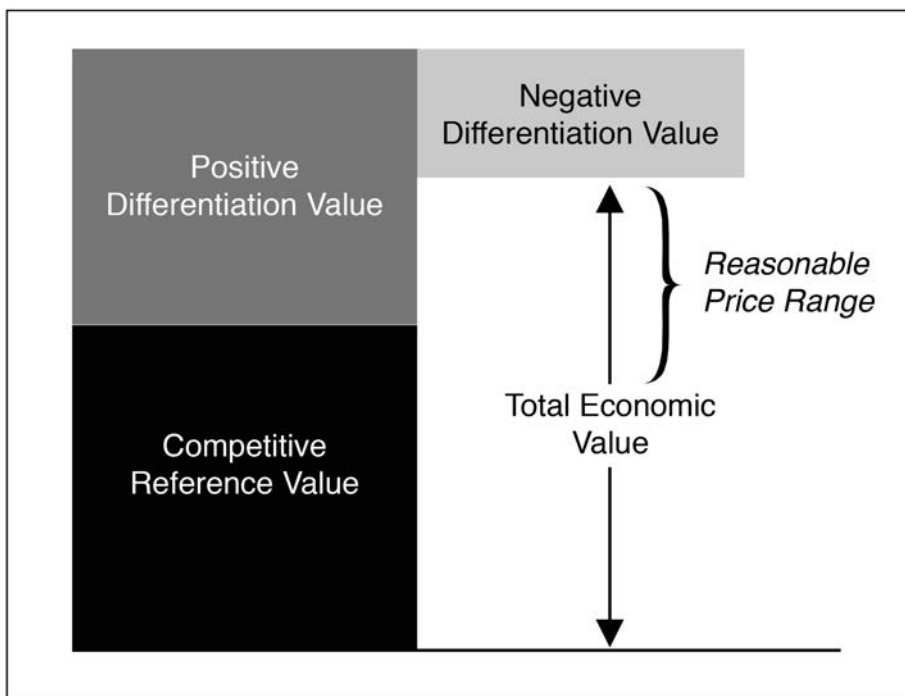 Positive
Differentiation Value
Negative
Differentiation Value
Reasonable
Price Range
Total Economic
Value
Competitive
Reference Value